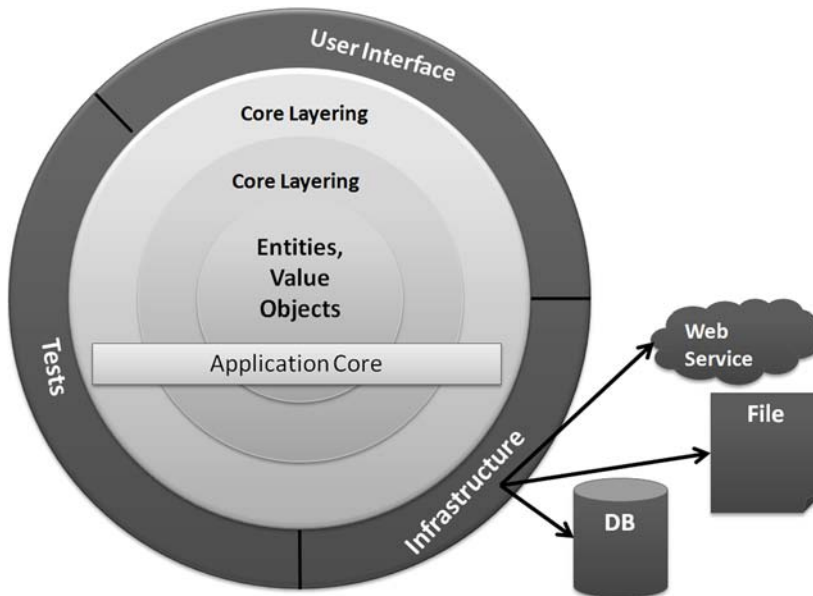 User Interface
Core Layering
Core Layering
Entities,
Value
Objects
Application Core
Tests
Infrastructure
Web
Service
File
DB